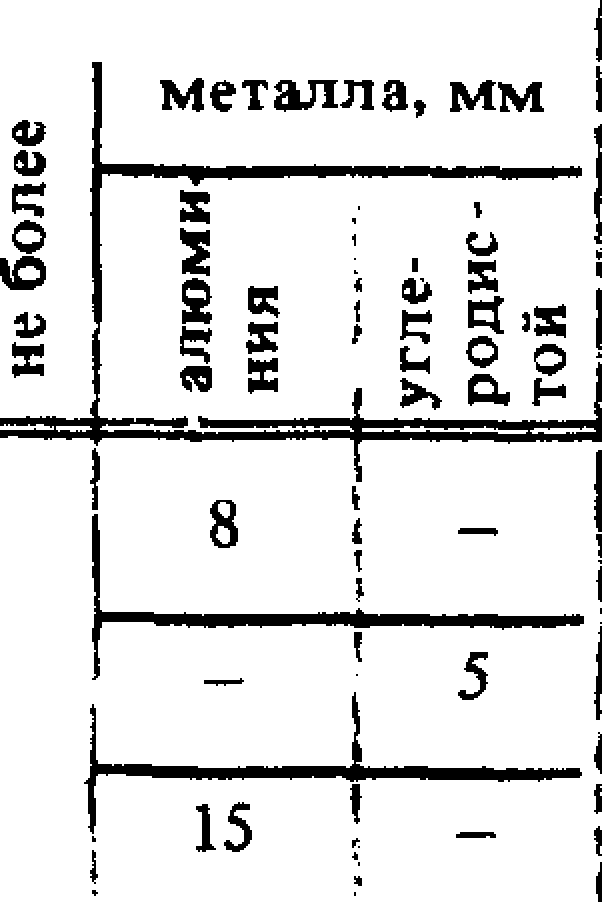 не более
металла, мм
алюми-
ния
угле-
родис-
той
8 –
– 5
15 –